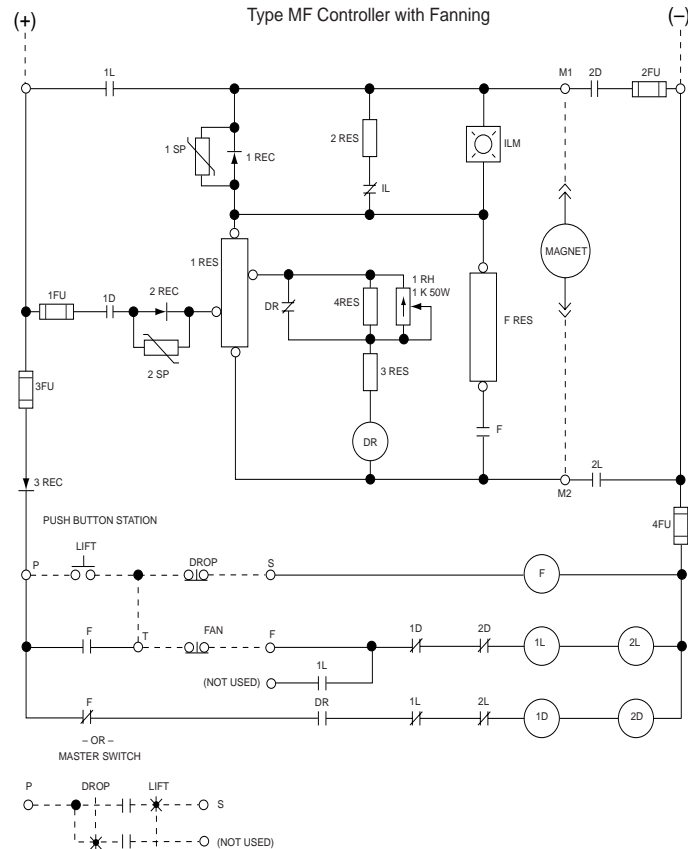 Type MF Controller with Fanning
(+)
(–)
1L
M1
2D
2FU
1 SP
1 REC
2 RES
ILM
IL
1 RES
MAGNET
1FU
1D
2 REC
DR
4RES
1 RH
1 K 50W
F RES
2 SP
3 RES
3FU
F
DR
3 REC
2L
M2
PUSH BUTTON STATION
4FU
LIFT
P
DROP
S
F
F
T
FAN
F
1D
2D
1L
2L
1L
(NOT USED)
F
DR
1L
2L
1D
2D
– OR –
MASTER SWITCH
P
DROP
LIFT
S
(NOT USED)